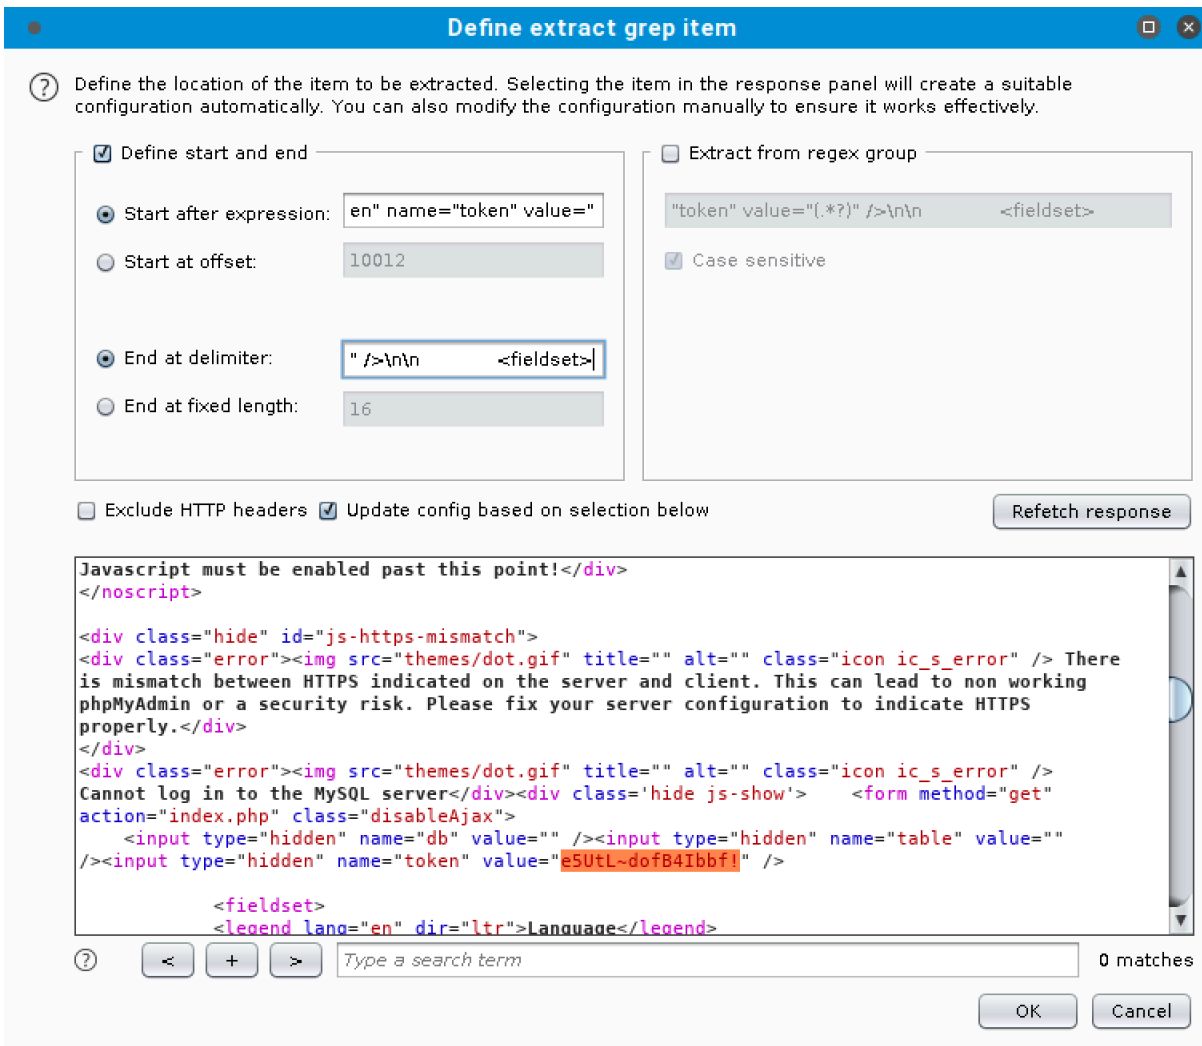 Define extract grep item
Define the location of the item to be extracted. Selecting the item in the response panel will create a suitable
configuration automatically. You can also modify the configuration manually to ensure it works effectively.
Define start and end
Start after expression: en" name="token" value="
Start at offset: 10012
End at delimiter: " />\n\n <fieldset>
End at fixed length: 16
Extract from regex group
"token" value="(.*?)" />\n\n <fieldset>
Case sensitive
Exclude HTTP headers Update config based on selection below Refetch response
Javascript must be enabled past this point!</div>
</noscript>
<div class="hide" id="js-https-mismatch">
<div class="error"><img src="themes/dot.gif" title="" alt="" class="icon ic_s_error" /> There
is mismatch between HTTPS indicated on the server and client. This can lead to non working
phpMyAdmin or a security risk. Please fix your server configuration to indicate HTTPS
properly.</div>
</div>
<div class="error"><img src="themes/dot.gif" title="" alt="" class="icon ic_s_error" />
Cannot log in to the MySQL server</div><div class='hide js-show'> <form method="get"
action="index.php" class="disableAjax">
<input type="hidden" name="db" value="" /><input type="hidden" name="table" value=""
/><input type="hidden" name="token" value="e5UtL~dofB4Ibbf!" />
<fieldset>
<legend lang="en" dir="ltr">Language</legend>
? < + > Type a search term 0 matches
OK Cancel